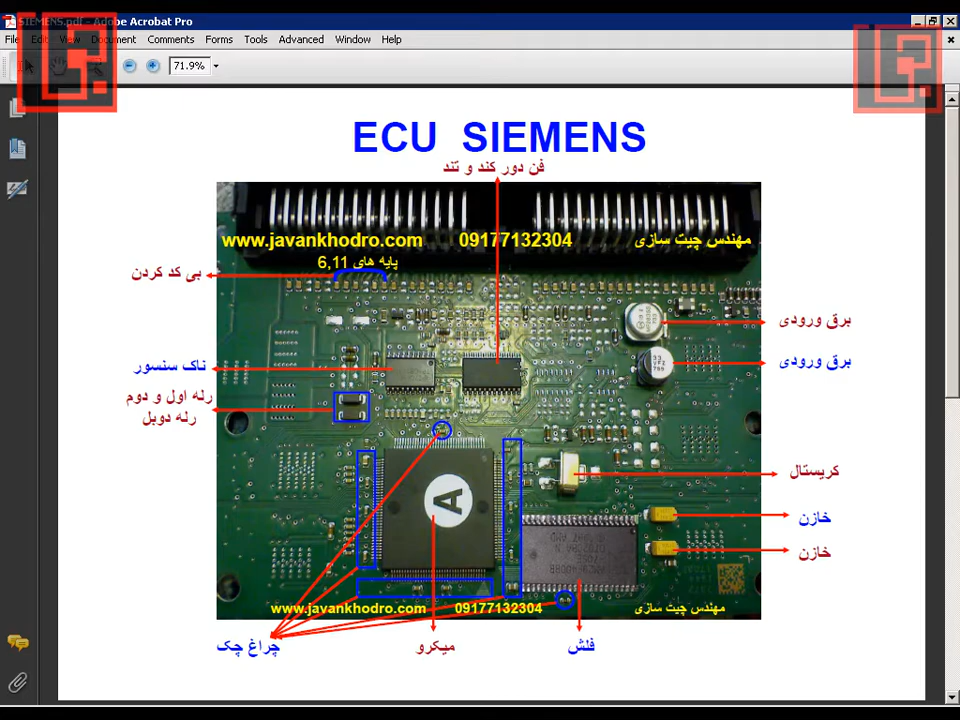 SIEMENS.pdf - Adobe Acrobat Pro
File Edit View Document Comments Forms Tools Advanced Window Help
71.9%
ECU SIEMENS
فن دور کند و تند
www.javankhodro.com 09177132304 مهندس چیت سازی
پایه های 6,11
بی کد کردن
برق ورودی
برق ورودی
ناک سنسور
رله اول و دوم
رله دوبل
A
کریستال
خازن
خازن
www.javankhodro.com 09177132304 مهندس چیت سازی
چراغ چک
میکرو
فلش